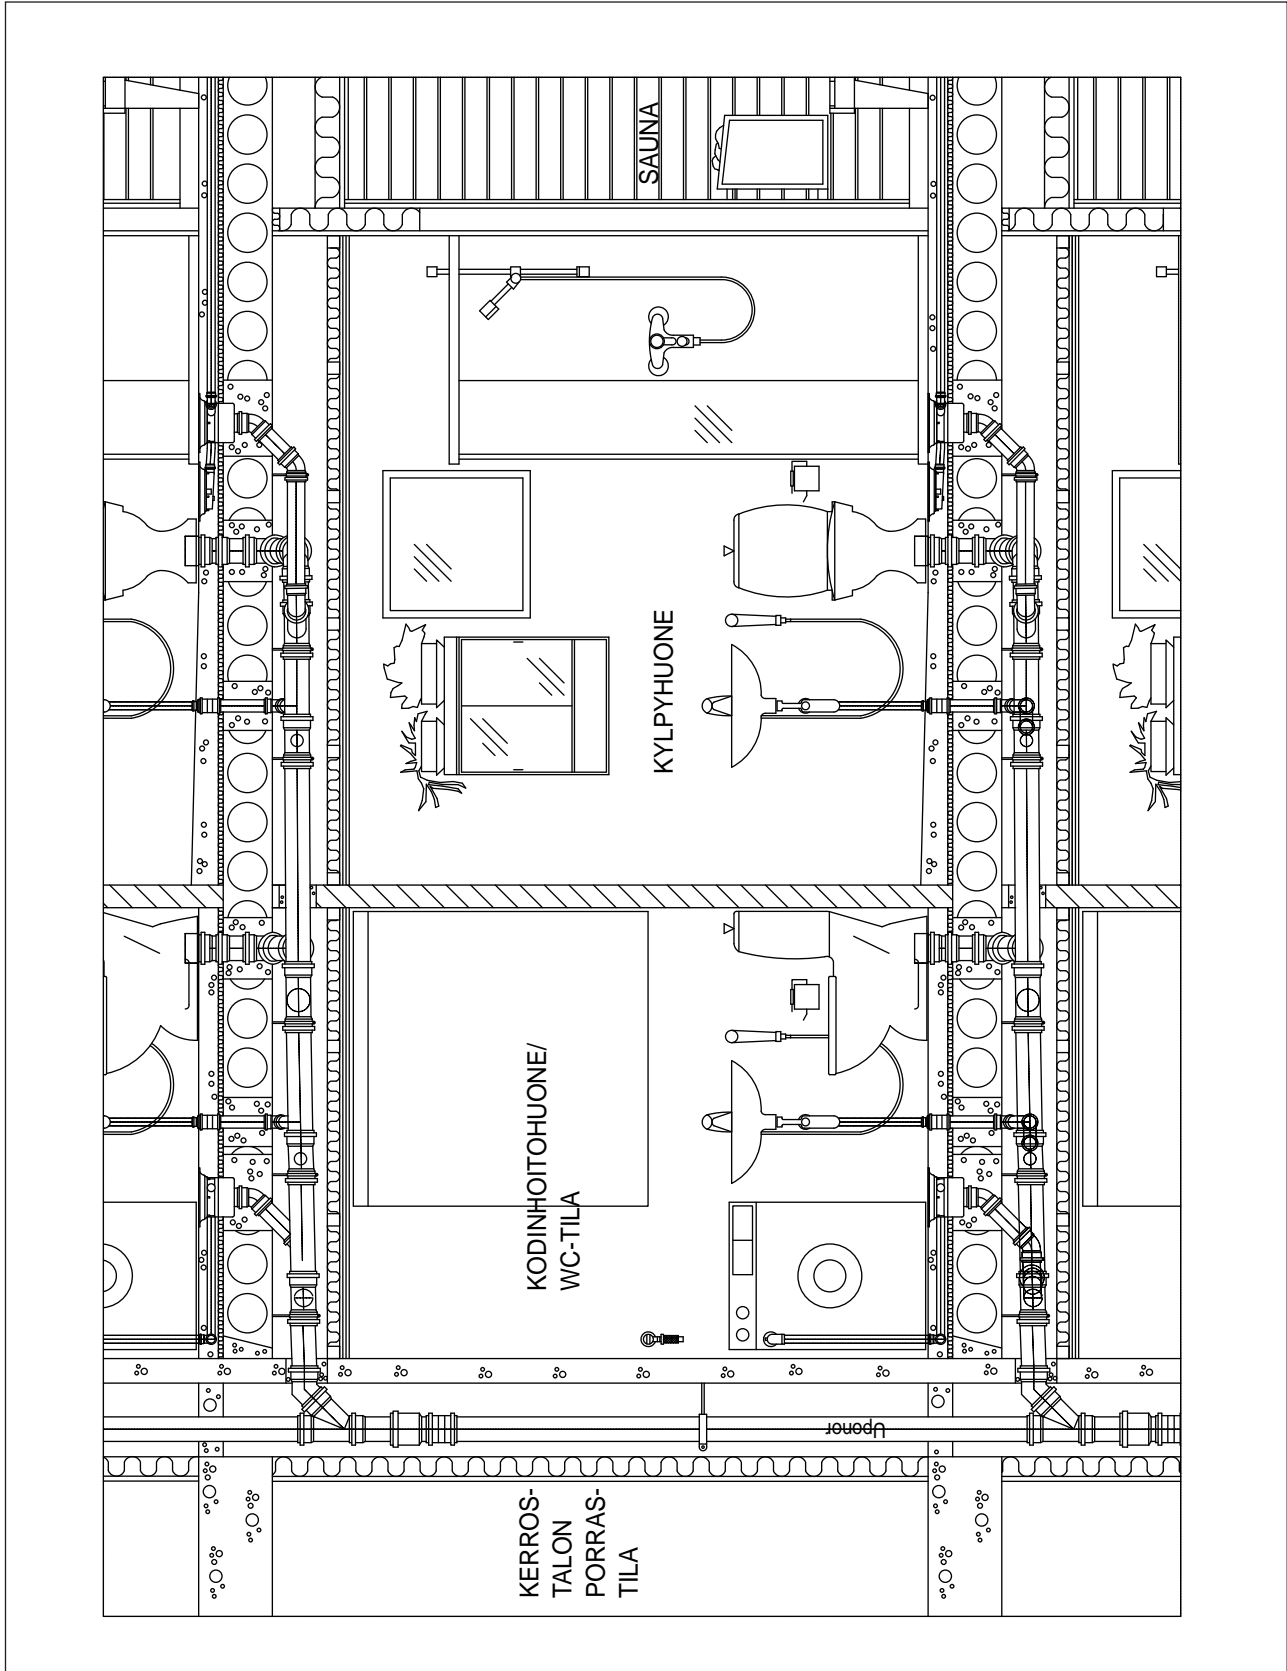 KERROS-
TALON
PORRAS-
TILA
Uponor
KODINHOITOHUONE/
WC-TILA
KYLPYHUONE
SAUNA